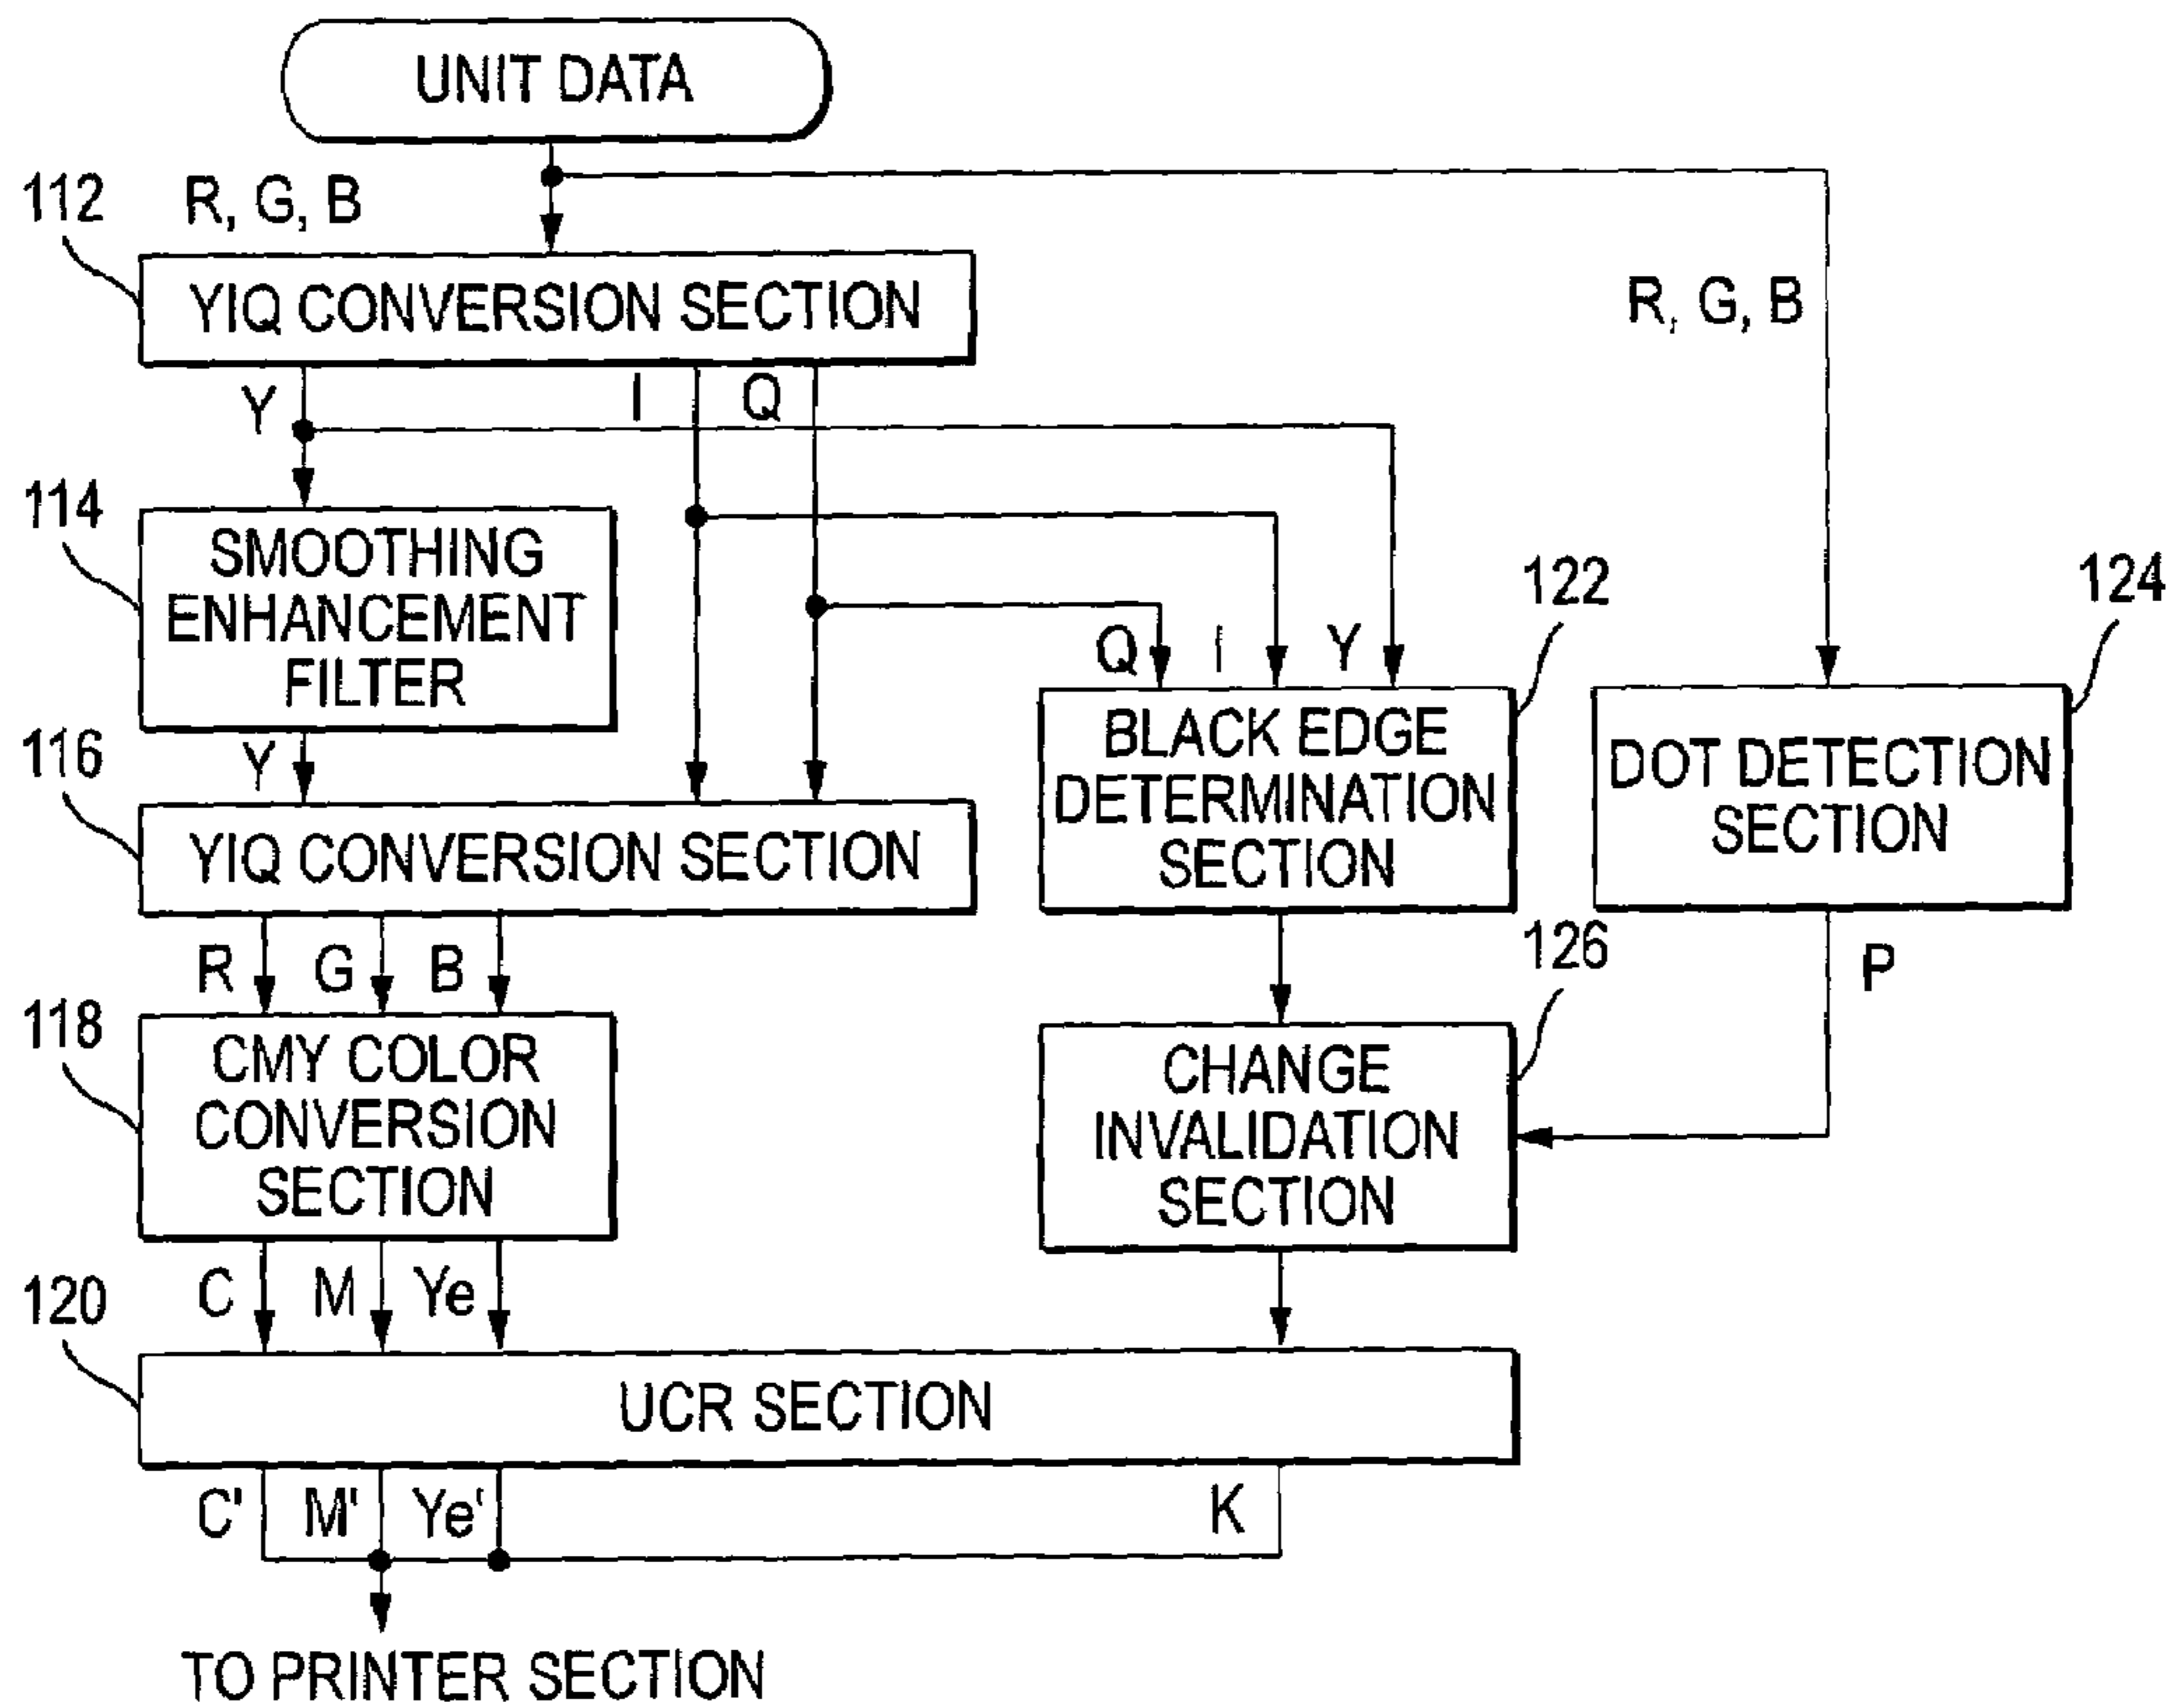 UNIT DATA
112
R, G, B
R, G, B
YIQ CONVERSION SECTION
Y
I
Q
114
SMOOTHING
ENHANCEMENT
FILTER
Q
I
Y
122
124
BLACK EDGE
DETERMINATION
SECTION
DOT DETECTION
SECTION
116
Y
YIQ CONVERSION SECTION
R
G
B
126
P
118
CMY COLOR
CONVERSION
SECTION
CHANGE
INVALIDATION
SECTION
120
C
M
Ye
UCR SECTION
C'
M'
Ye'
K
TO PRINTER SECTION